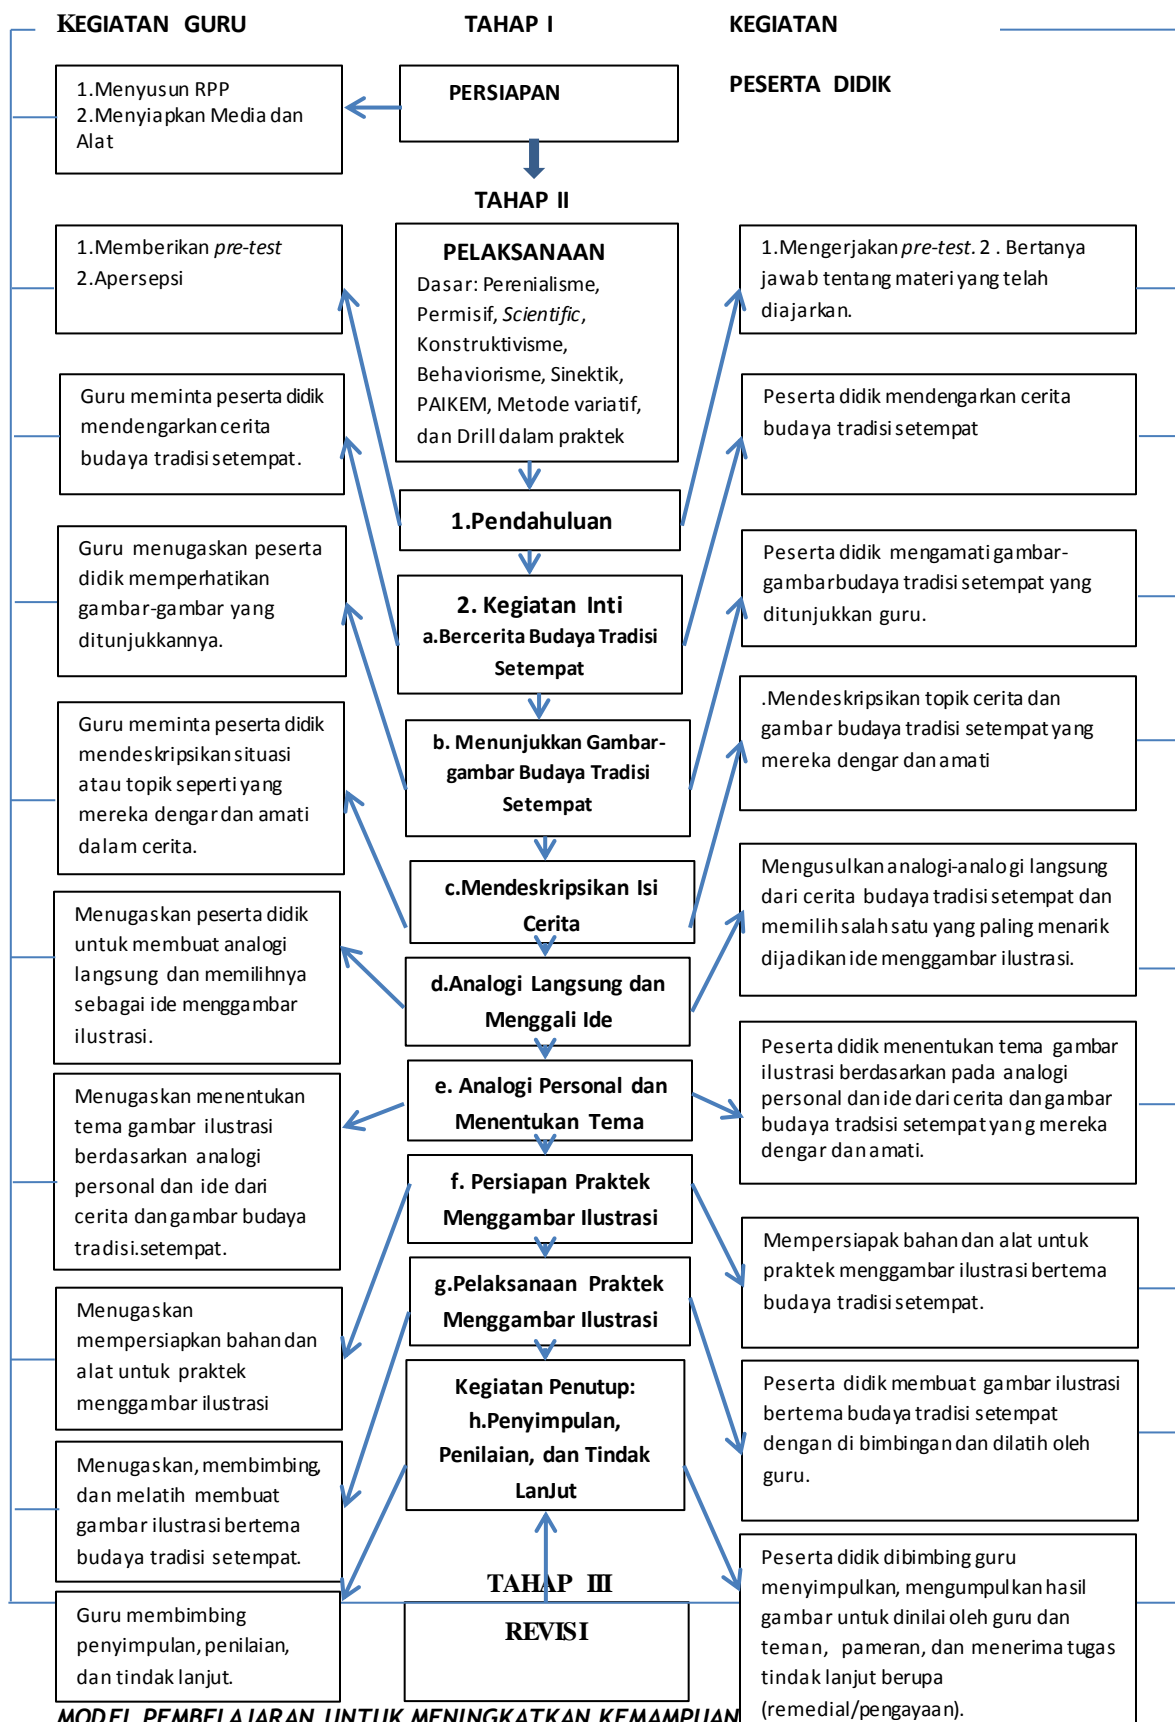 KEGIATAN GURU
TAHAP I
KEGIATAN
PESERTA DIDIK
1.Menyusun RPP
2.Menyiapkan Media dan
Alat
PERSIAPAN
TAHAP II
1.Memberikan pre-test
2.Apersepsi
PELAKSANAAN
Dasar: Perenialisme,
Permisif, Scientific,
Konstruktivisme,
Behaviorisme, Sinektik,
PAIKEM, Metode variatif,
dan Drill dalam praktek
1.Mengerjakan pre-test. 2 . Bertanya
jawab tentang materi yang telah
diajarkan.
Guru meminta peserta didik
mendengarkan cerita
budaya tradisi setempat.
1.Pendahuluan
Peserta didik mendengarkan cerita
budaya tradisi setempat
Guru menugaskan peserta
didik memperhatikan
gambar-gambar yang
ditunjukkannya.
2. Kegiatan Inti
a.Bercerita Budaya Tradisi
Setempat
Peserta didik mengamati gambar-
gambarbudaya tradisi setempat yang
ditunjukkan guru.
Guru meminta peserta didik
mendeskripsikan situasi
atau topik seperti yang
mereka dengar dan amati
dalam cerita.
b. Menunjukkan Gambar-
gambar Budaya Tradisi
Setempat
.Mendeskripsikan topik cerita dan
gambar budaya tradisi setempat yang
mereka dengar dan amati
Menugaskan peserta didik
untuk membuat analogi
langsung dan memilihnya
sebagai ide menggambar
ilustrasi.
c.Mendeskripsikan Isi
Cerita
Mengusulkan analogi-analogi langsung
dari cerita budaya tradisi setempat dan
memilih salah satu yang paling menarik
dijadikan ide menggambar ilustrasi.
d.Analogi Langsung dan
Menggali Ide
Menugaskan menentukan
tema gambar ilustrasi
berdasarkan analogi
personal dan ide dari
cerita dan gambar budaya
tradisi.setempat.
e. Analogi Personal dan
Menentukan Tema
Peserta didik menentukan tema gambar
ilustrasi berdasarkan pada analogi
personal dan ide dari cerita dan gambar
budaya tradsisi setempat yang mereka
dengar dan amati.
f. Persiapan Praktek
Menggambar Ilustrasi
Mempersiapak bahan dan alat untuk
praktek menggambar ilustrasi bertema
budaya tradisi setempat.
Menugaskan
mempersiapkan bahan dan
alat untuk praktek
menggambar ilustrasi
g.Pelaksanaan Praktek
Menggambar Ilustrasi
Peserta didik membuat gambar ilustrasi
bertema budaya tradisi setempat
dengan di bimbingan dan dilatih oleh
guru.
Menugaskan, membimbing,
dan melatih membuat
gambar ilustrasi bertema
budaya tradisi setempat.
Kegiatan Penutup:
h.Penyimpulan,
Penilaian, dan Tindak
LanJut
Peserta didik dibimbing guru
menyimpulkan, mengumpulkan hasil
gambar untuk dinilai oleh guru dan
teman, pameran, dan menerima tugas
tindak lanjut berupa
(remedial/pengayaan).
Guru membimbing
penyimpulan, penilaian,
dan tindak lanjut.
TAHAP III
REVISI
MODEL PEMBELAJARAN UNTUK MENINGKATKAN KEMAMPUAN